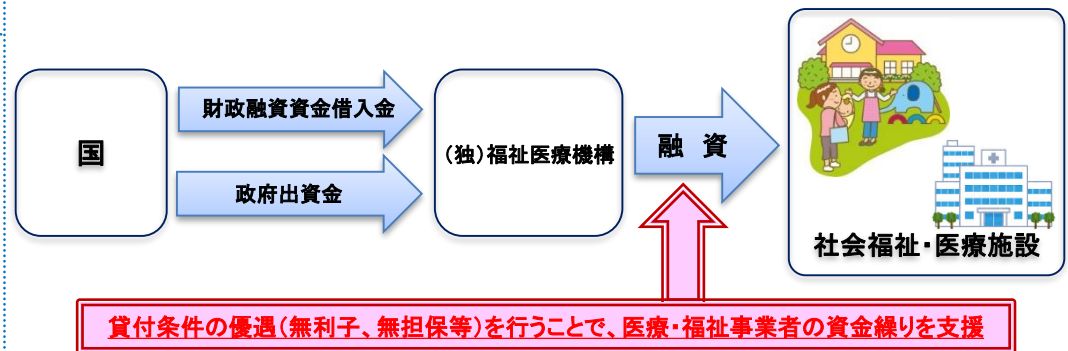 国
財政融資資金借入金
政府出資金
（独）福祉医療機構
融　資
社会福祉・医療施設
貸付条件の優遇（無利子、無担保等）を行うことで、医療・福祉事業者の資金繰りを支援